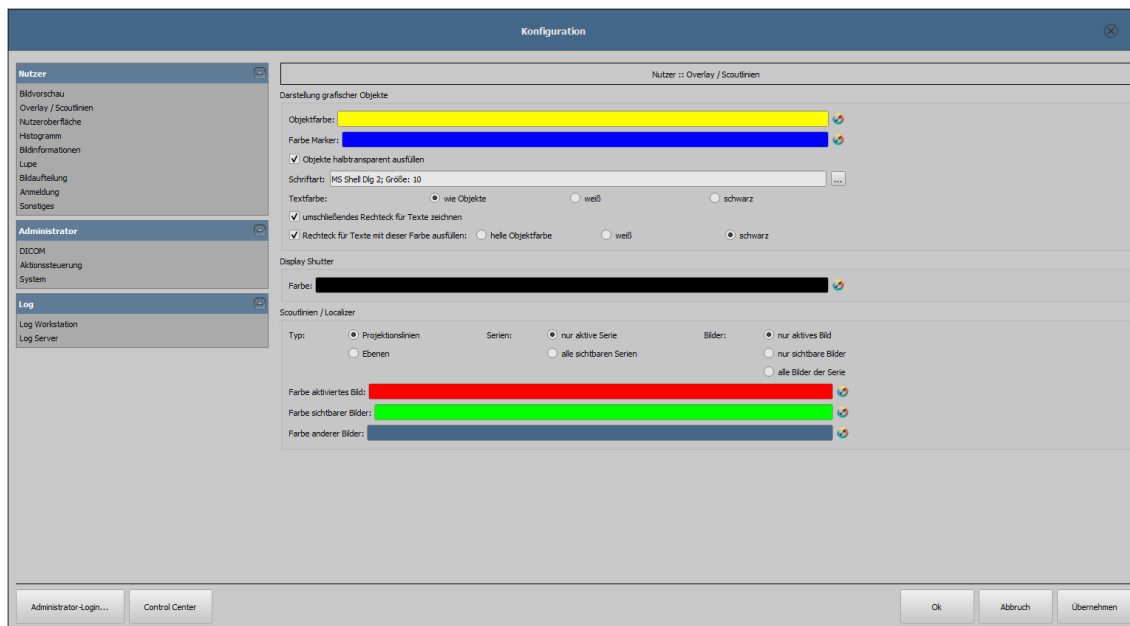 Konfiguration
Nutzer
Bildvorschau
Overlay / Scoutlinien
Nutzeroberfläche
Histogramm
Bildinformationen
Lupe
Bildaufteilung
Anmeldung
Sonstiges
Administrator
DICOM
Aktionssteuerung
System
Log
Log Workstation
Log Server
Nutzer :: Overlay / Scoutlinien
Darstellung grafischer Objekte
Objektfarbe:
Farbe Marker:
Objekte halbtransparent ausfüllen
Schriftart: MS Shell Dlg 2; Größe: 10 ...
Textfarbe: wie Objekte weiß schwarz
umschließendes Rechteck für Texte zeichnen
Rechteck für Texte mit dieser Farbe ausfüllen: helle Objektfarbe weiß schwarz
Display Shutter
Farbe:
Scoutlinien / Localizer
Typ: Projektionslinien Serien: nur aktive Serie Bilder: nur aktives Bild
Ebenen alle sichtbaren Serien nur sichtbare Bilder
alle Bilder der Serie
Farbe aktiviertes Bild:
Farbe sichtbarer Bilder:
Farbe anderer Bilder:
Administrator-Login... Control Center Ok Abbruch Übernehmen